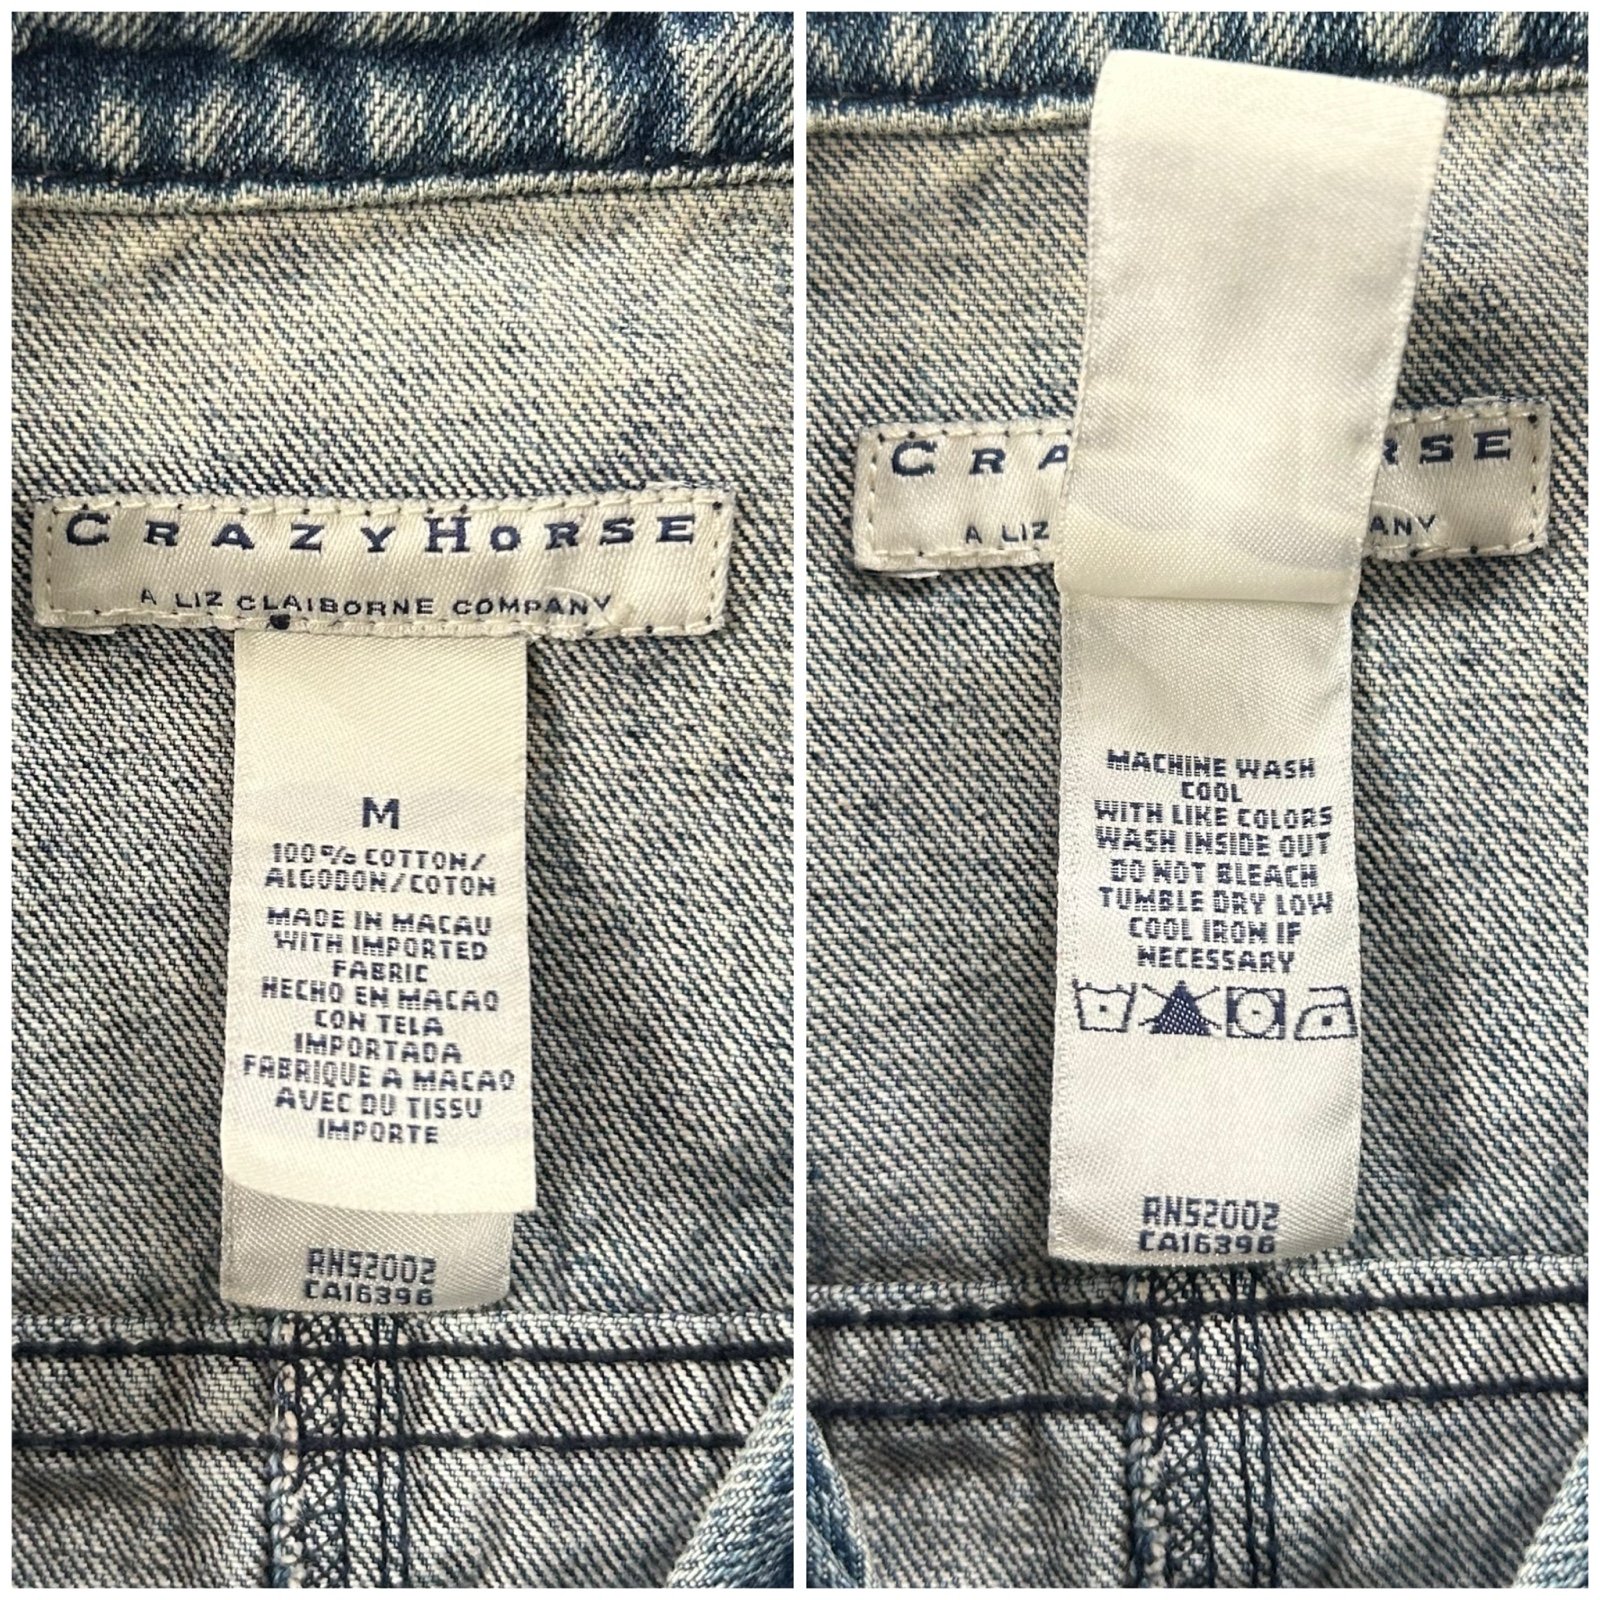 CRAZY HORSE
A LIZ CLAIBORNE COMPANY
M
100% COTTON/
ALGODON/COTON
MADE IN MACAU
WITH IMPORTED
FABRIC
HECHO EN MACAO
CON TELA
IMPORTADA
FABRIQUE A MACAO
AVEC DU TISSU
IMPORTE
RN52002
CA16396
CRA RSE
A LIZ ANY
MACHINE WASH
COOL
WITH LIKE COLORS
WASH INSIDE OUT
DO NOT BLEACH
TUMBLE DRY LOW
COOL IRON IF
NECESSARY
RN52002
CA16396